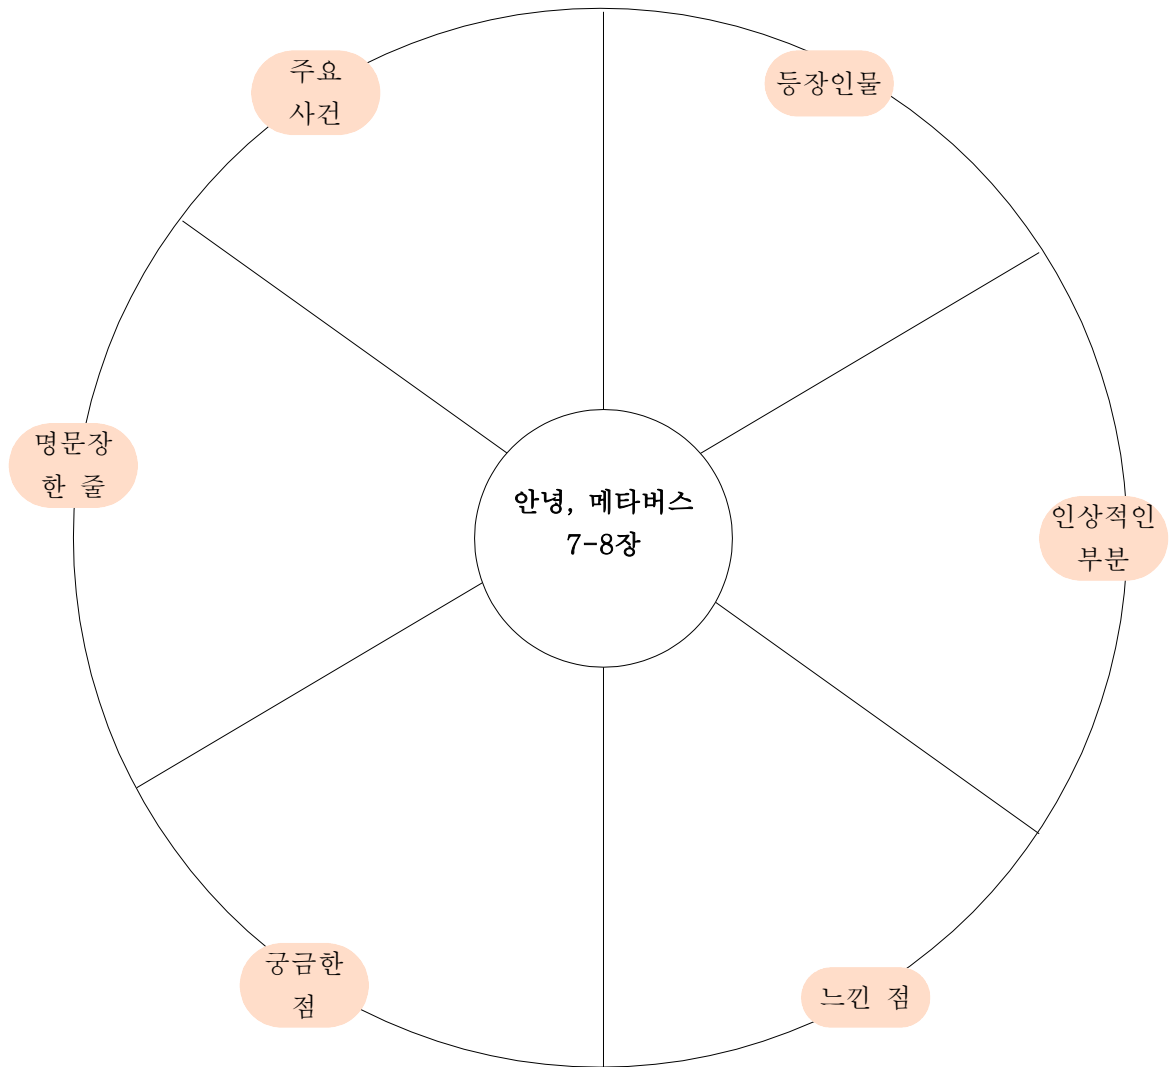 주요
사건
등장인물
명문장
한 줄
안녕, 메타버스
7-8장
인상적인
부분
궁금한
점
느낀 점